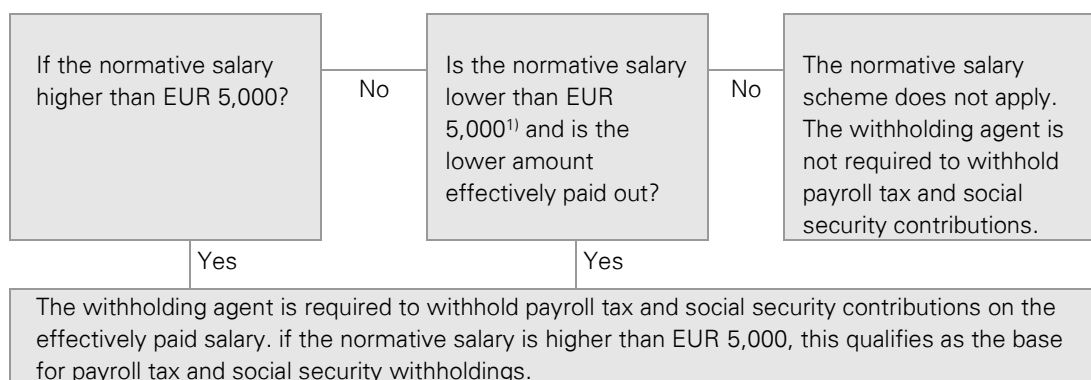 If the normative salary
higher than EUR 5,000?
No
Is the normative salary
lower than EUR
5,000¹⁾ and is the
lower amount
effectively paid out?
No
The normative salary
scheme does not apply.
The withholding agent is
not required to withhold
payroll tax and social
security contributions.
Yes
Yes
The withholding agent is required to withhold payroll tax and social security contributions on the
effectively paid salary. if the normative salary is higher than EUR 5,000, this qualifies as the base
for payroll tax and social security withholdings.